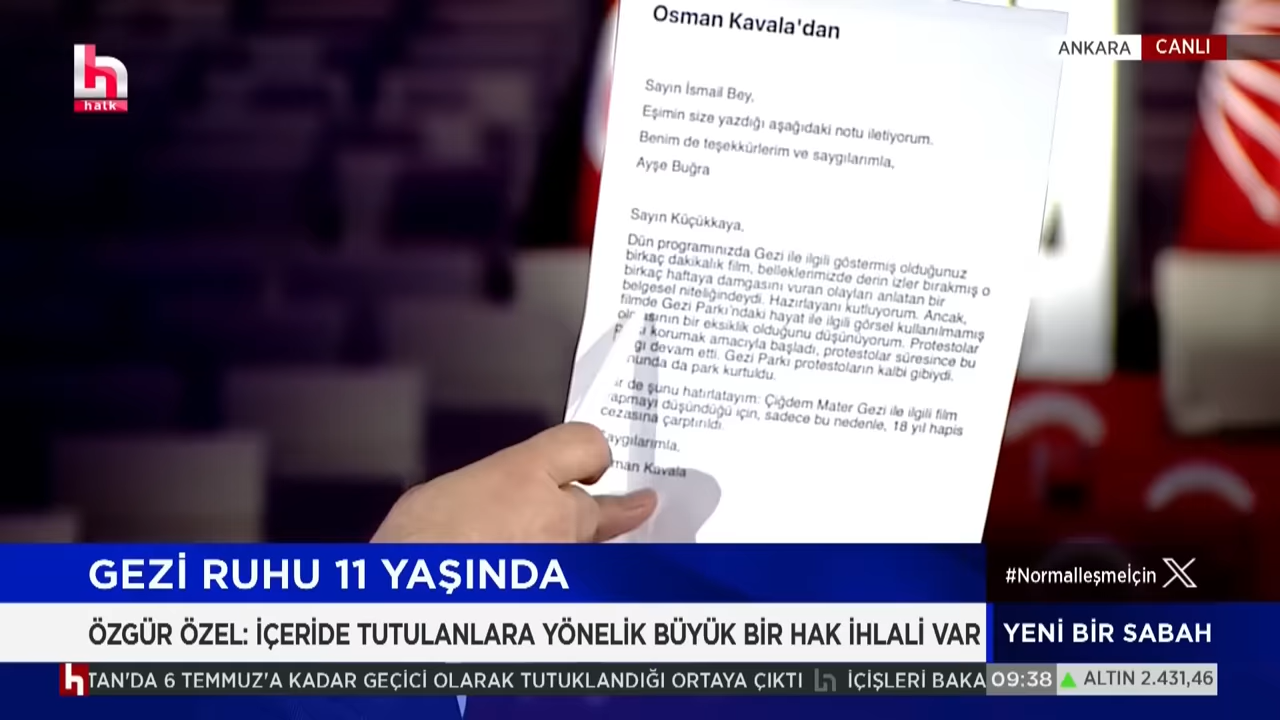 Osman Kavala'dan
ANKARA CANLI
halk
Sayın İsmail Bey,
Eşimin size yazdığı aşağıdaki notu iletiyorum.
Benim de teşekkürlerim ve saygılarımla,
Ayşe Buğra
Sayın Küçükkaya,
Dün programınızda Gezi ile ilgili göstermiş olduğunuz
birkaç dakikalık film, belleklerimizde derin izler bırakmış o
birkaç haftaya damgasını vuran olayları anlatan bir
belgesel niteliğindeydi. Hazırlayanı kutluyorum. Ancak,
filmde Gezi Parkı'ndaki hayat ile ilgili görsel kullanılmamış
bir eksiklik olduğunu düşünüyorum. Protestolar
korumak amacıyla başladı, protestolar süresince bu
devam etti. Gezi Parkı protestoların kalbi gibiydi.
da park kurtuldu.
de şunu hatırlatayım: Çiğdem Mater Gezi ile ilgili film
düşündüğü için, sadece bu nedenle, 18 yıl hapis
cezasına çarptırıldı.
Kavala
GEZİ RUHU 11 YAŞINDA
#Normalleşmeİçin X
ÖZGÜR ÖZEL: İÇERİDE TUTULANLARA YÖNELİK BÜYÜK BİR HAK İHLALİ VAR
YENİ BİR SABAH
TAN'DA 6 TEMMUZ'A KADAR GEÇİCİ OLARAK TUTUKLANDIĞI ORTAYA ÇIKTI İÇİŞLERİ BAKA 09:38 ALTIN 2.431,46